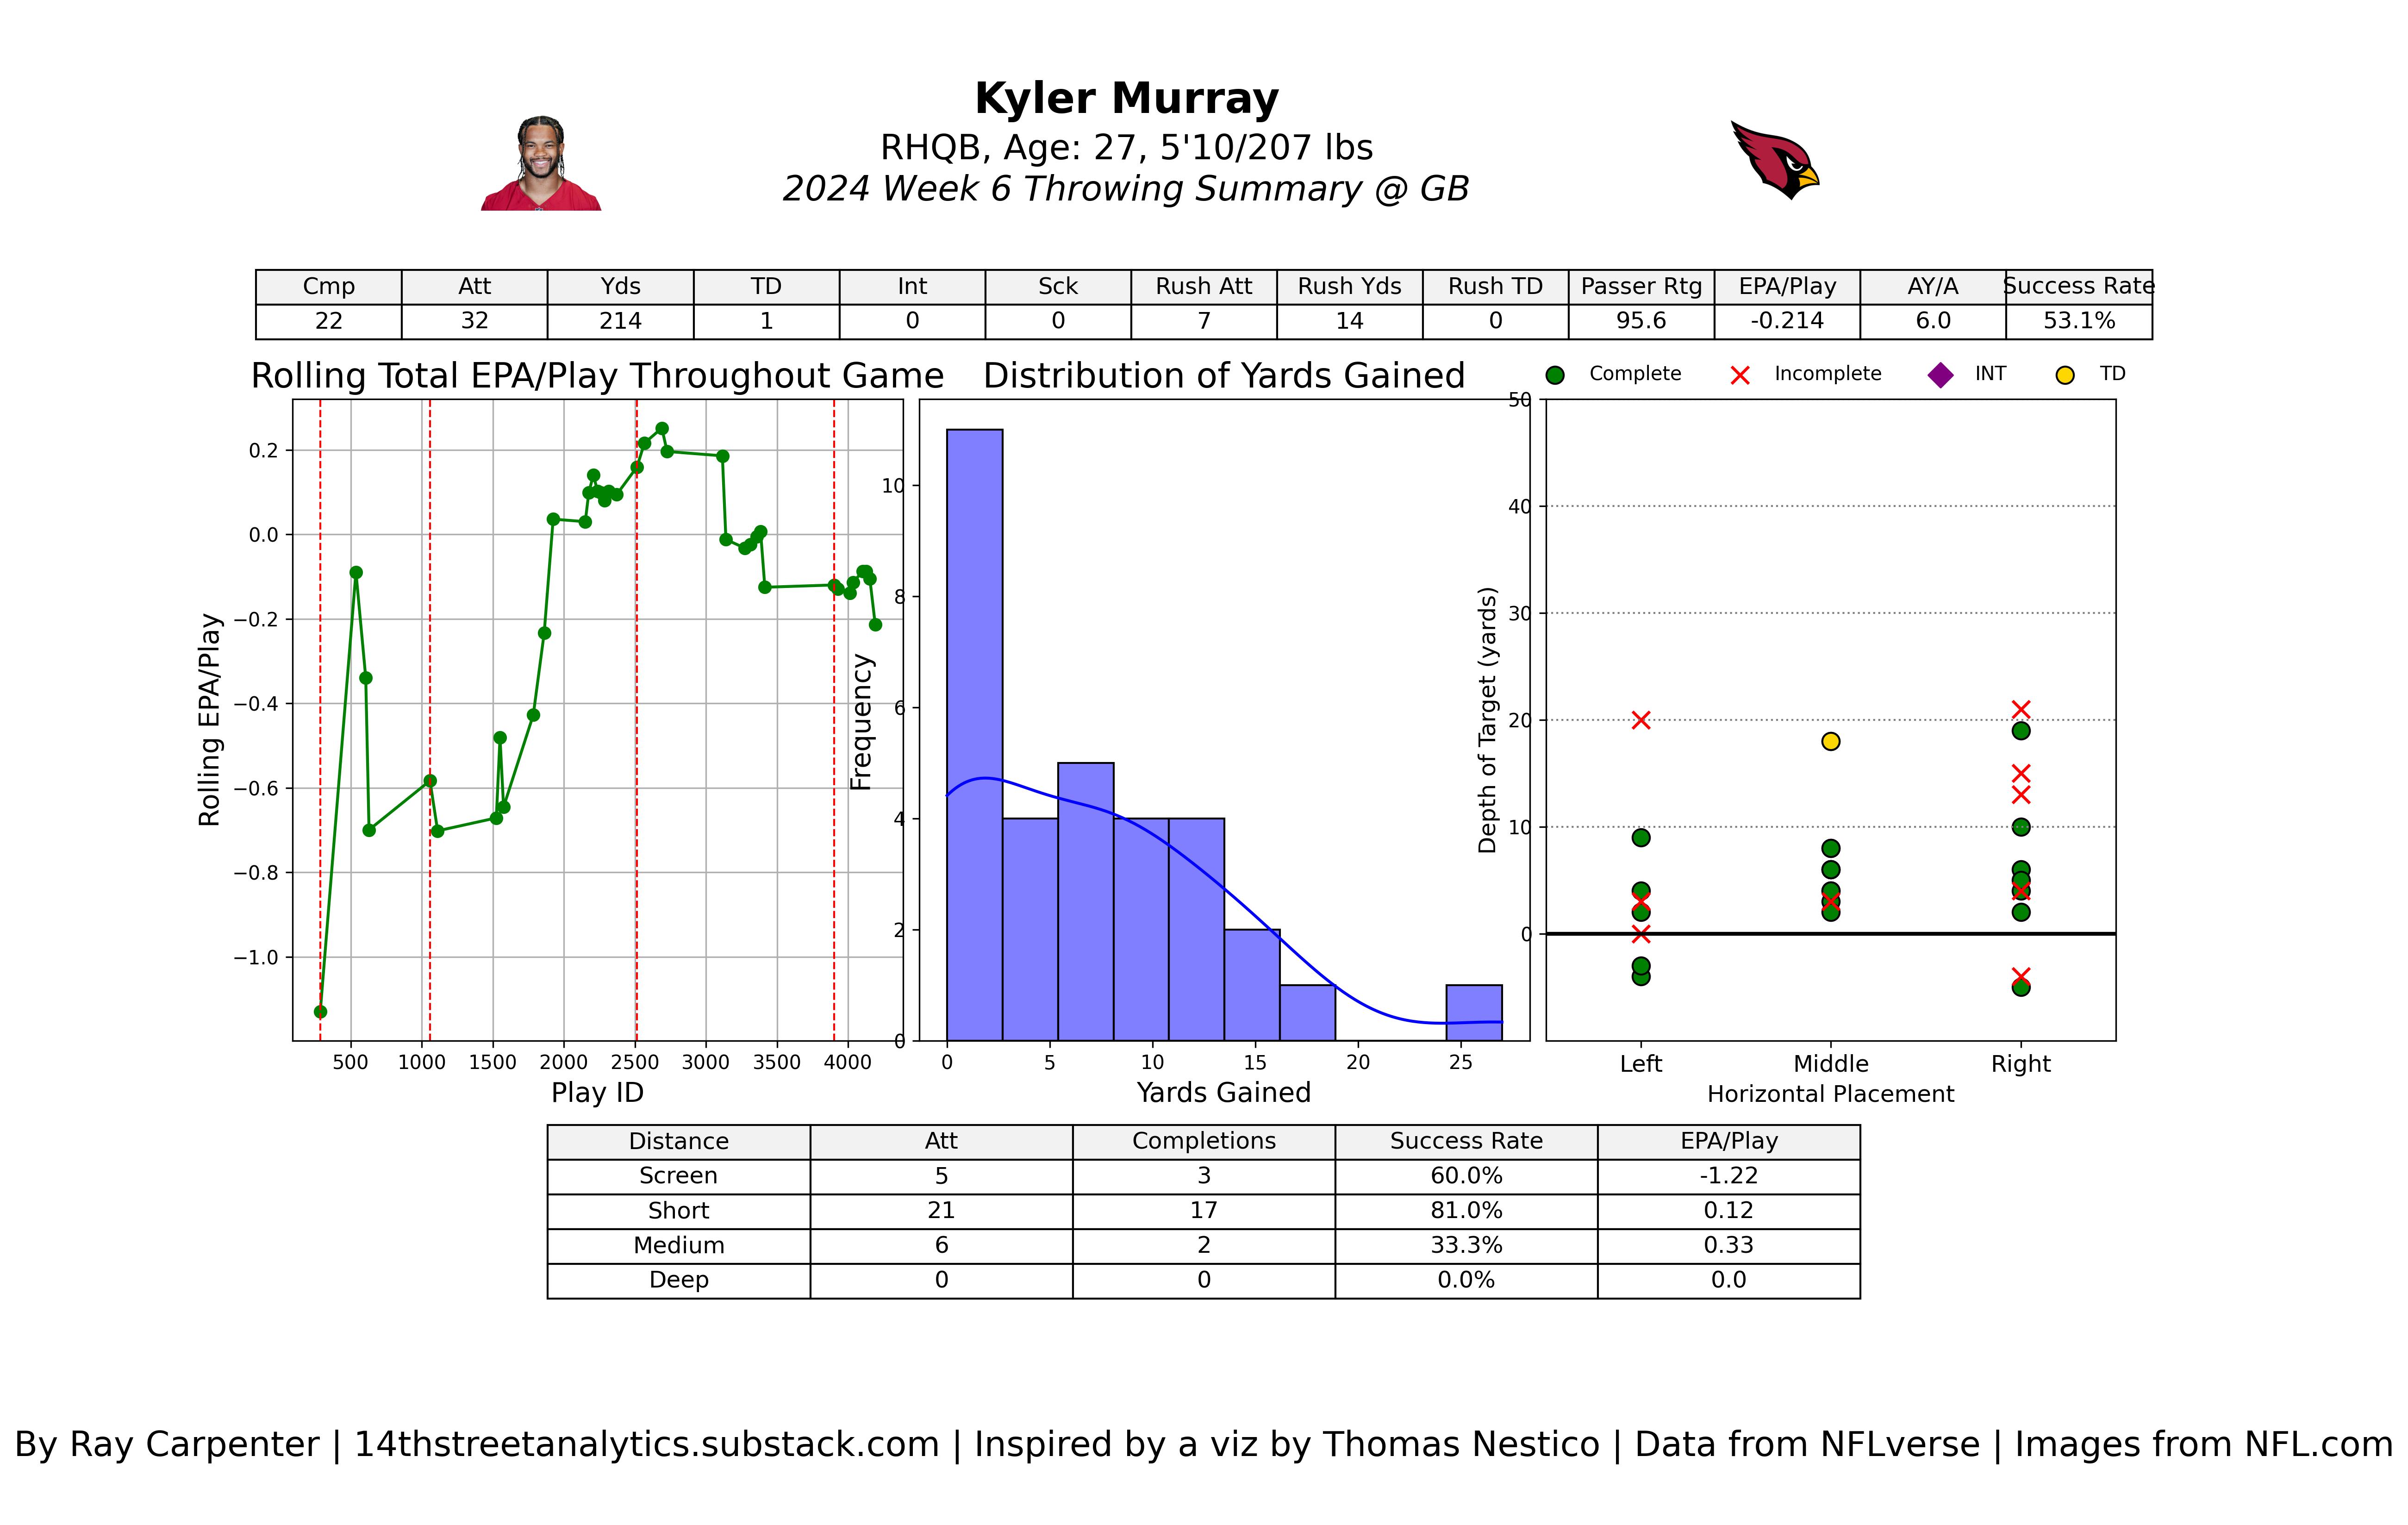 Kyler Murray
RHQB, Age: 27, 5'10/207 lbs
2024 Week 6 Throwing Summary @ GB
Cmp Att Yds TD Int Sck Rush Att Rush Yds Rush TD Passer Rtg EPA/Play AY/A Success Rate
22 32 214 1 0 0 7 14 0 95.6 -0.214 6.0 53.1%
Rolling Total EPA/Play Throughout Game
Rolling EPA/Play
0.2
0.0
−0.2
−0.4
−0.6
−0.8
−1.0
500 1000 1500 2000 2500 3000 3500 4000
Play ID
Distribution of Yards Gained
Frequency
10
8
6
4
2
0
0 5 10 15 20 25
Yards Gained
Complete Incomplete INT TD
Depth of Target (yards)
50
40
30
20
10
0
Left Middle Right
Horizontal Placement
Distance Att Completions Success Rate EPA/Play
Screen 5 3 60.0% -1.22
Short 21 17 81.0% 0.12
Medium 6 2 33.3% 0.33
Deep 0 0 0.0% 0.0
By Ray Carpenter | 14thstreetanalytics.substack.com | Inspired by a viz by Thomas Nestico | Data from NFLverse | Images from NFL.com